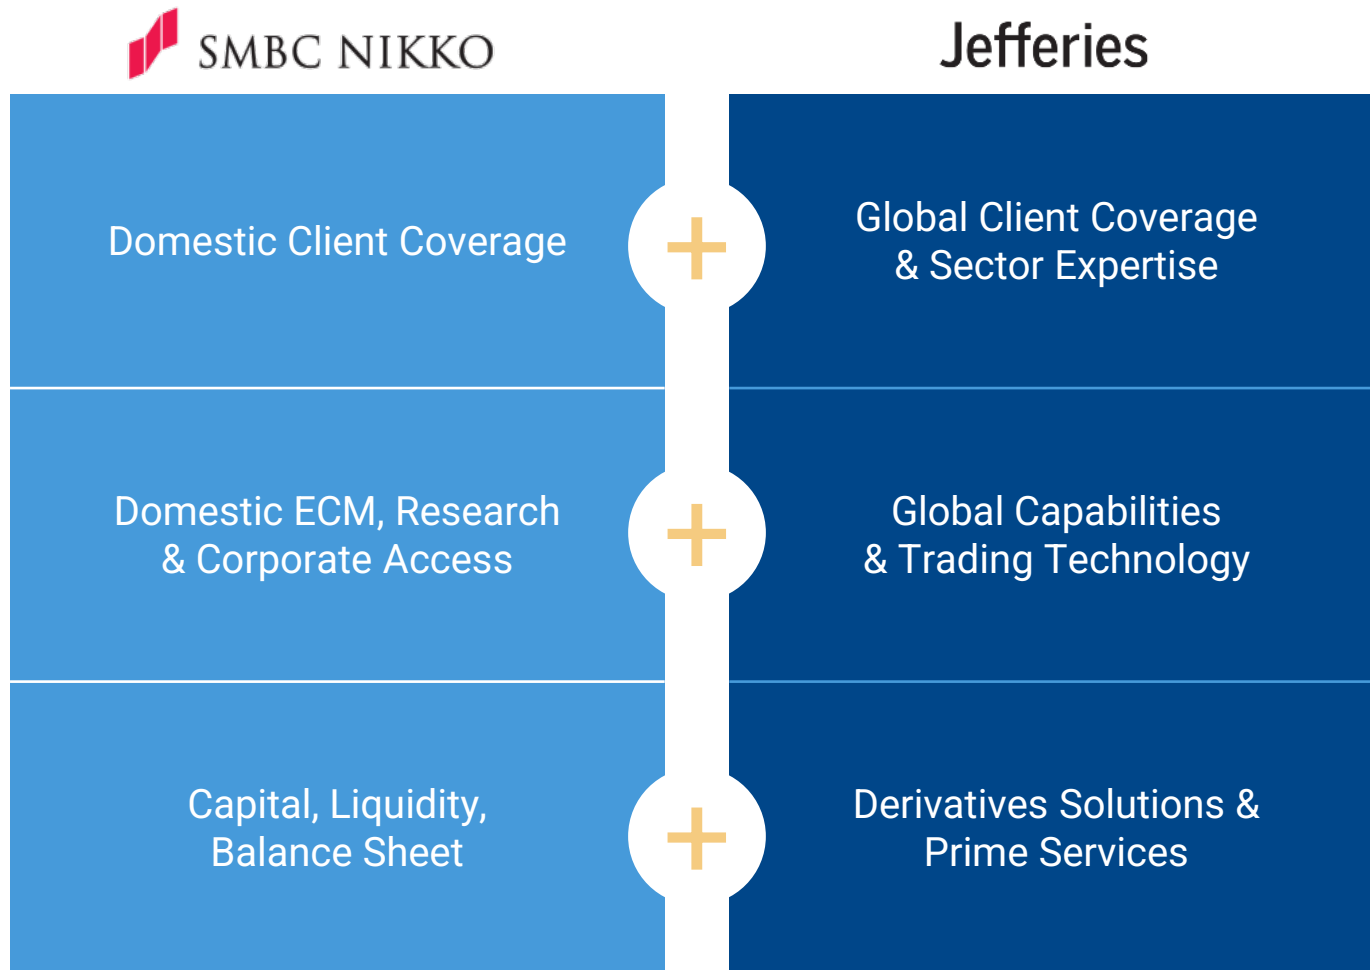 SMBC NIKKO
Jefferies
Domestic Client Coverage
+
Global Client Coverage
& Sector Expertise
Domestic ECM, Research
& Corporate Access
+
Global Capabilities
& Trading Technology
Capital, Liquidity,
Balance Sheet
+
Derivatives Solutions &
Prime Services